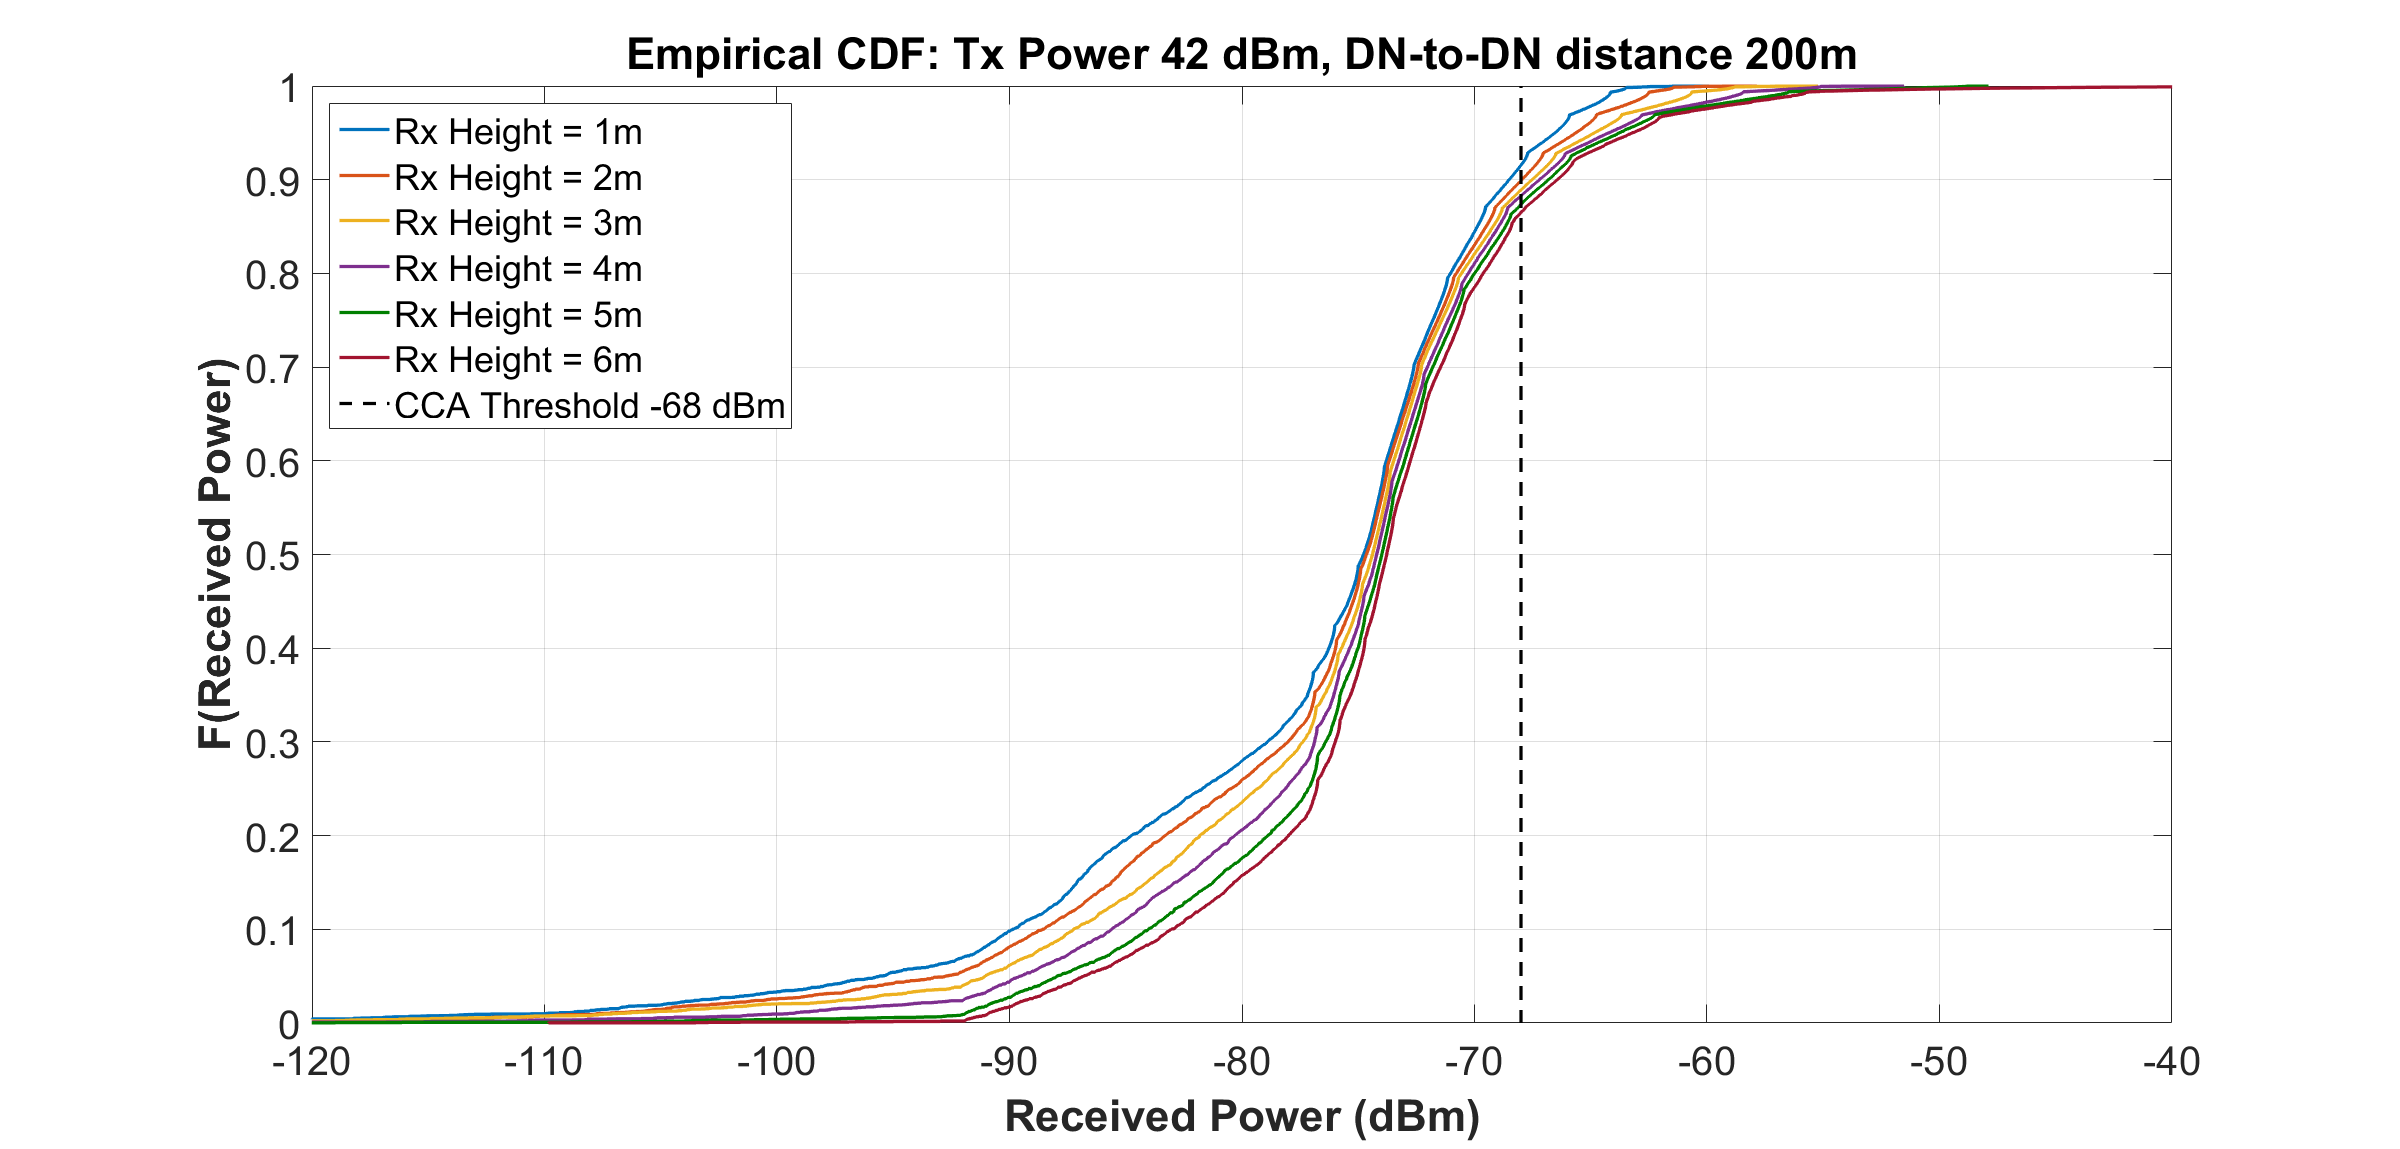 Empirical CDF: Tx Power 42 dBm, DN-to-DN distance 200m
F(Received Power)
1
0.9
0.8
0.7
0.6
0.5
0.4
0.3
0.2
0.1
0
Rx Height = 1m
Rx Height = 2m
Rx Height = 3m
Rx Height = 4m
Rx Height = 5m
Rx Height = 6m
CCA Threshold -68 dBm
-120 -110 -100 -90 -80 -70 -60 -50 -40
Received Power (dBm)